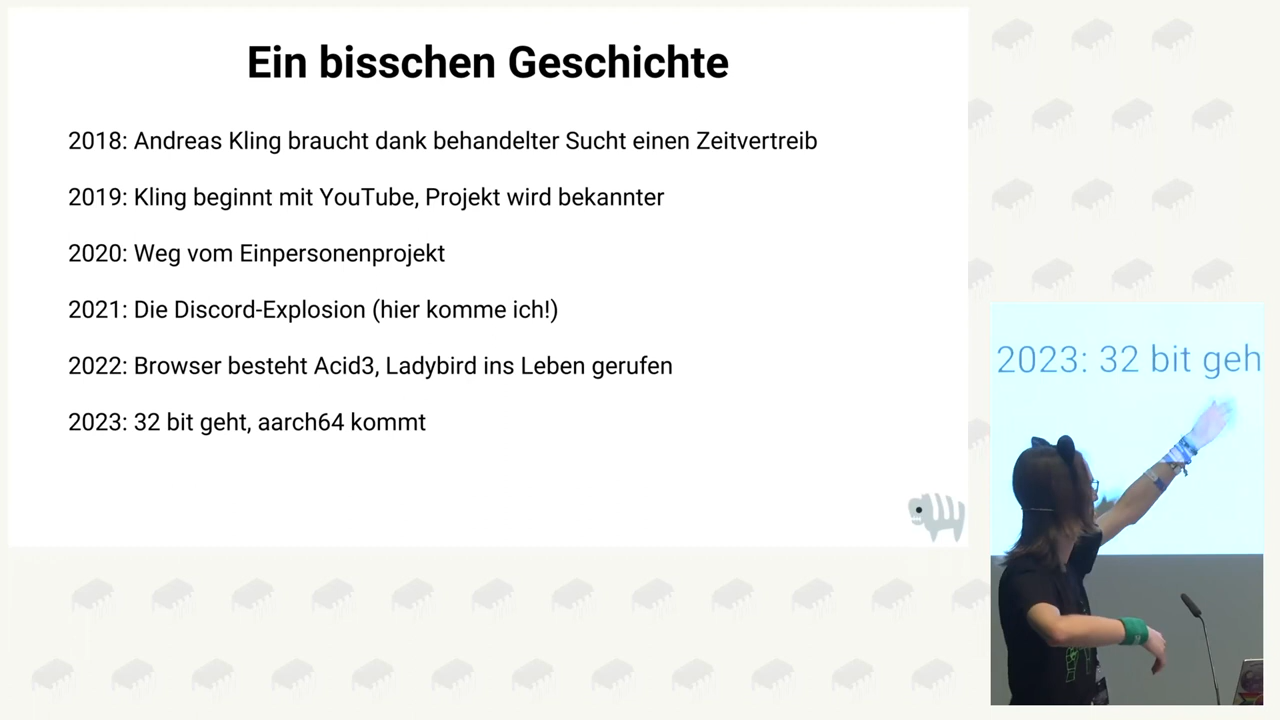 Ein bisschen Geschichte
2018: Andreas Kling braucht dank behandelter Sucht einen Zeitvertreib
2019: Kling beginnt mit YouTube, Projekt wird bekannter
2020: Weg vom Einpersonenprojekt
2021: Die Discord-Explosion (hier komme ich!)
2022: Browser besteht Acid3, Ladybird ins Leben gerufen
2023: 32 bit geht, aarch64 kommt
2023: 32 bit geh